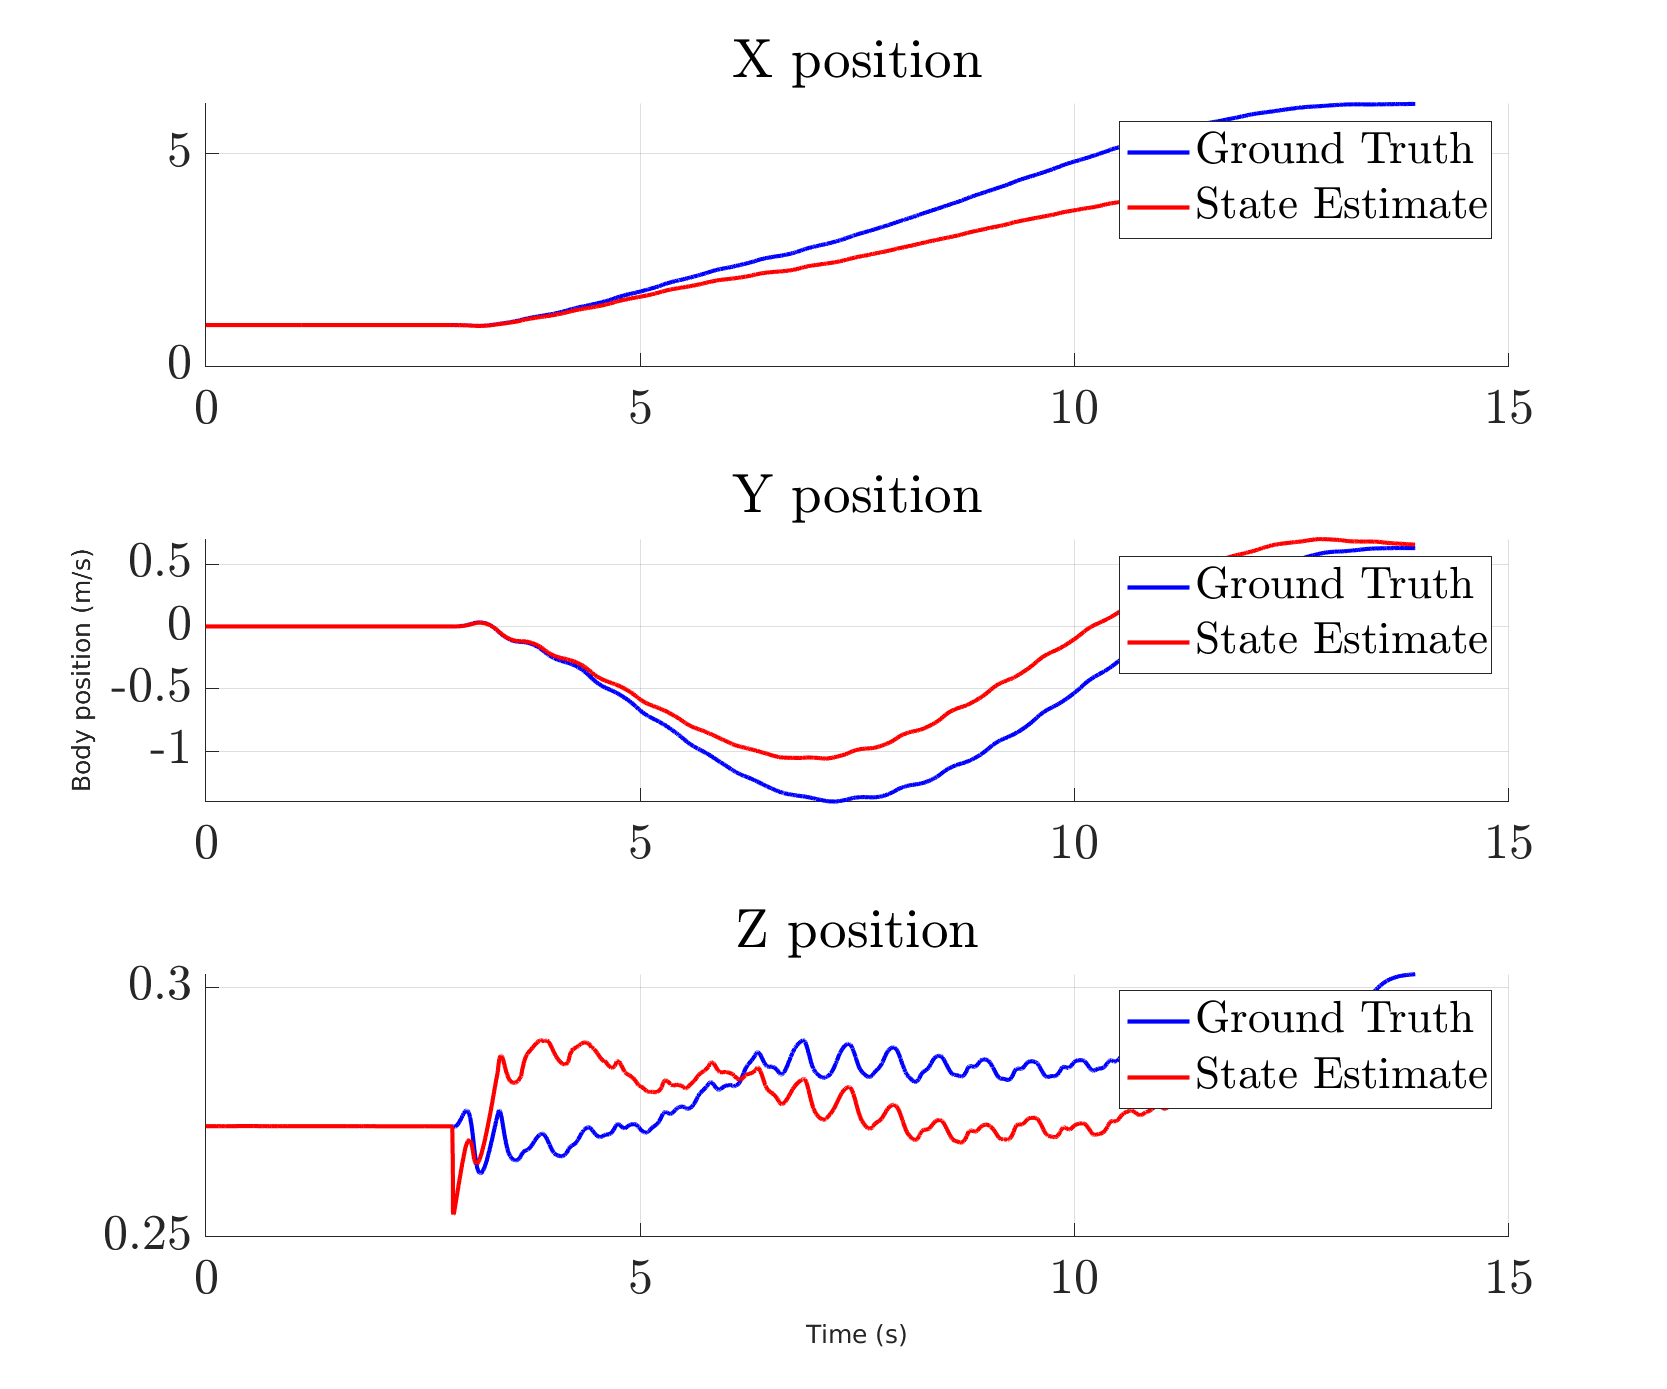 X position
5
0
0 5 10 15
Ground Truth
State Estimate
Y position
Body position (m/s)
0.5
0
-0.5
-1
0 5 10 15
Ground Truth
State Estimate
Z position
0.3
0.25
0 5 10 15
Ground Truth
State Estimate
Time (s)